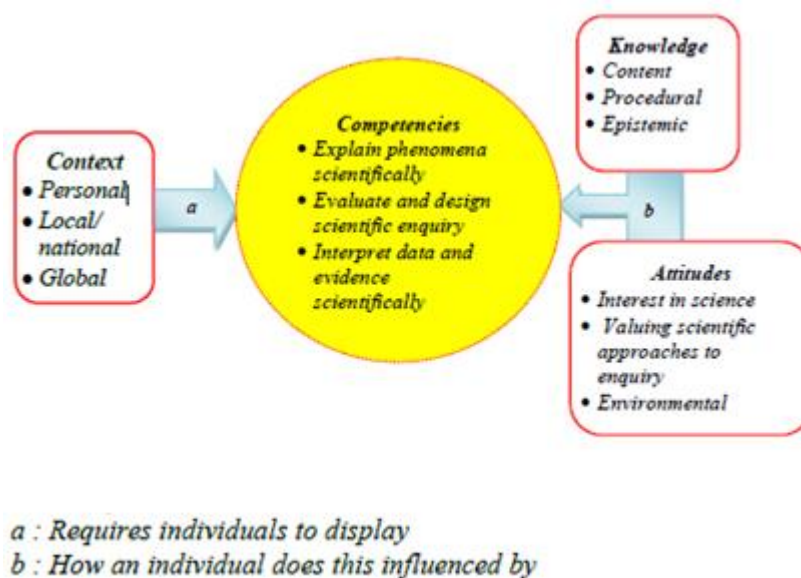 Context
• Personal
• Local/
national
• Global
a
Competencies
• Explain phenomena
scientifically
• Evaluate and design
scientific enquiry
• Interpret data and
evidence
scientifically
Knowledge
• Content
• Procedural
• Epistemic
b
Attitudes
• Interest in science
• Valuing scientific
approaches to
enquiry
• Environmental
a : Requires individuals to display
b : How an individual does this influenced by